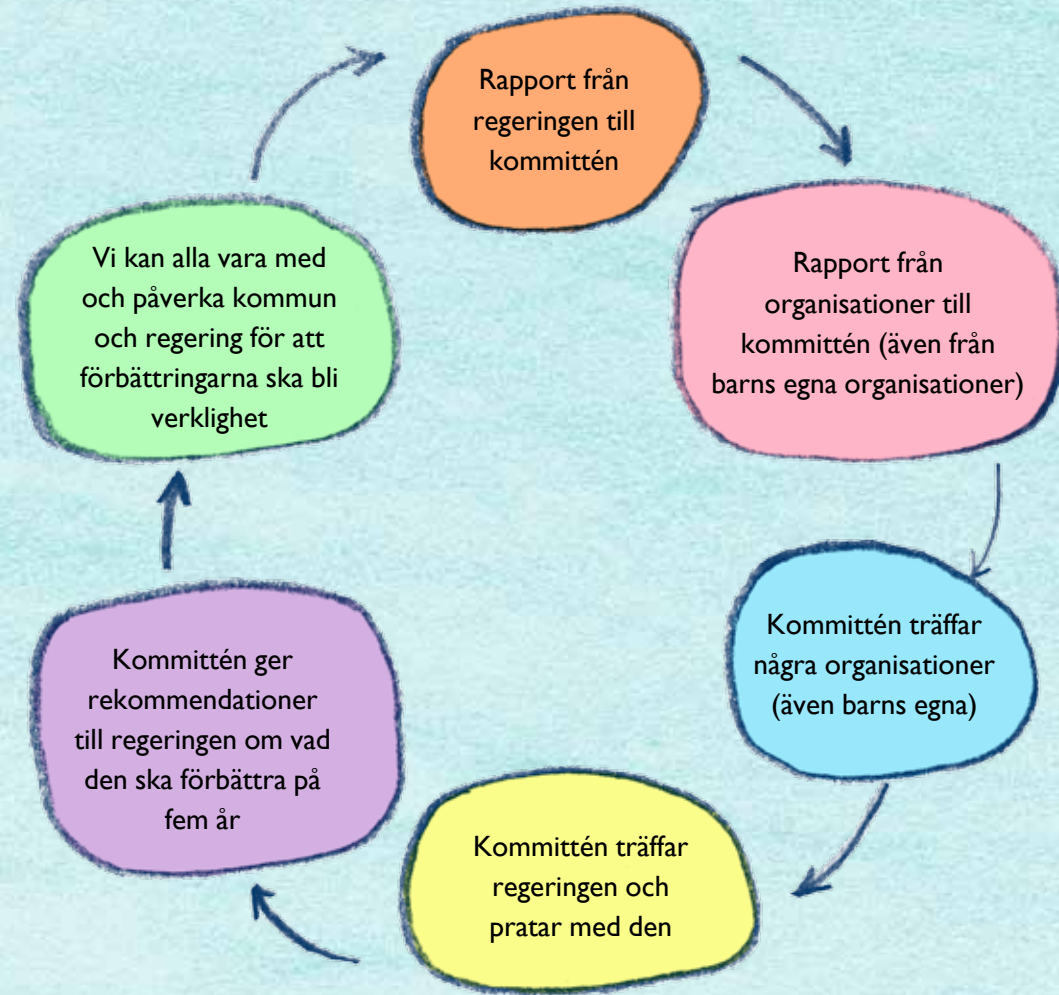 Rapport från
regeringen till
kommittén
Rapport från
organisationer till
kommittén (även från
barns egna organisationer)
Kommittén träffar
några organisationer
(även barns egna)
Kommittén träffar
regeringen och
pratar med den
Kommittén ger
rekommendationer
till regeringen om vad
den ska förbättra på
fem år
Vi kan alla vara med
och påverka kommun
och regering för att
förbättringarna ska bli
verklighet